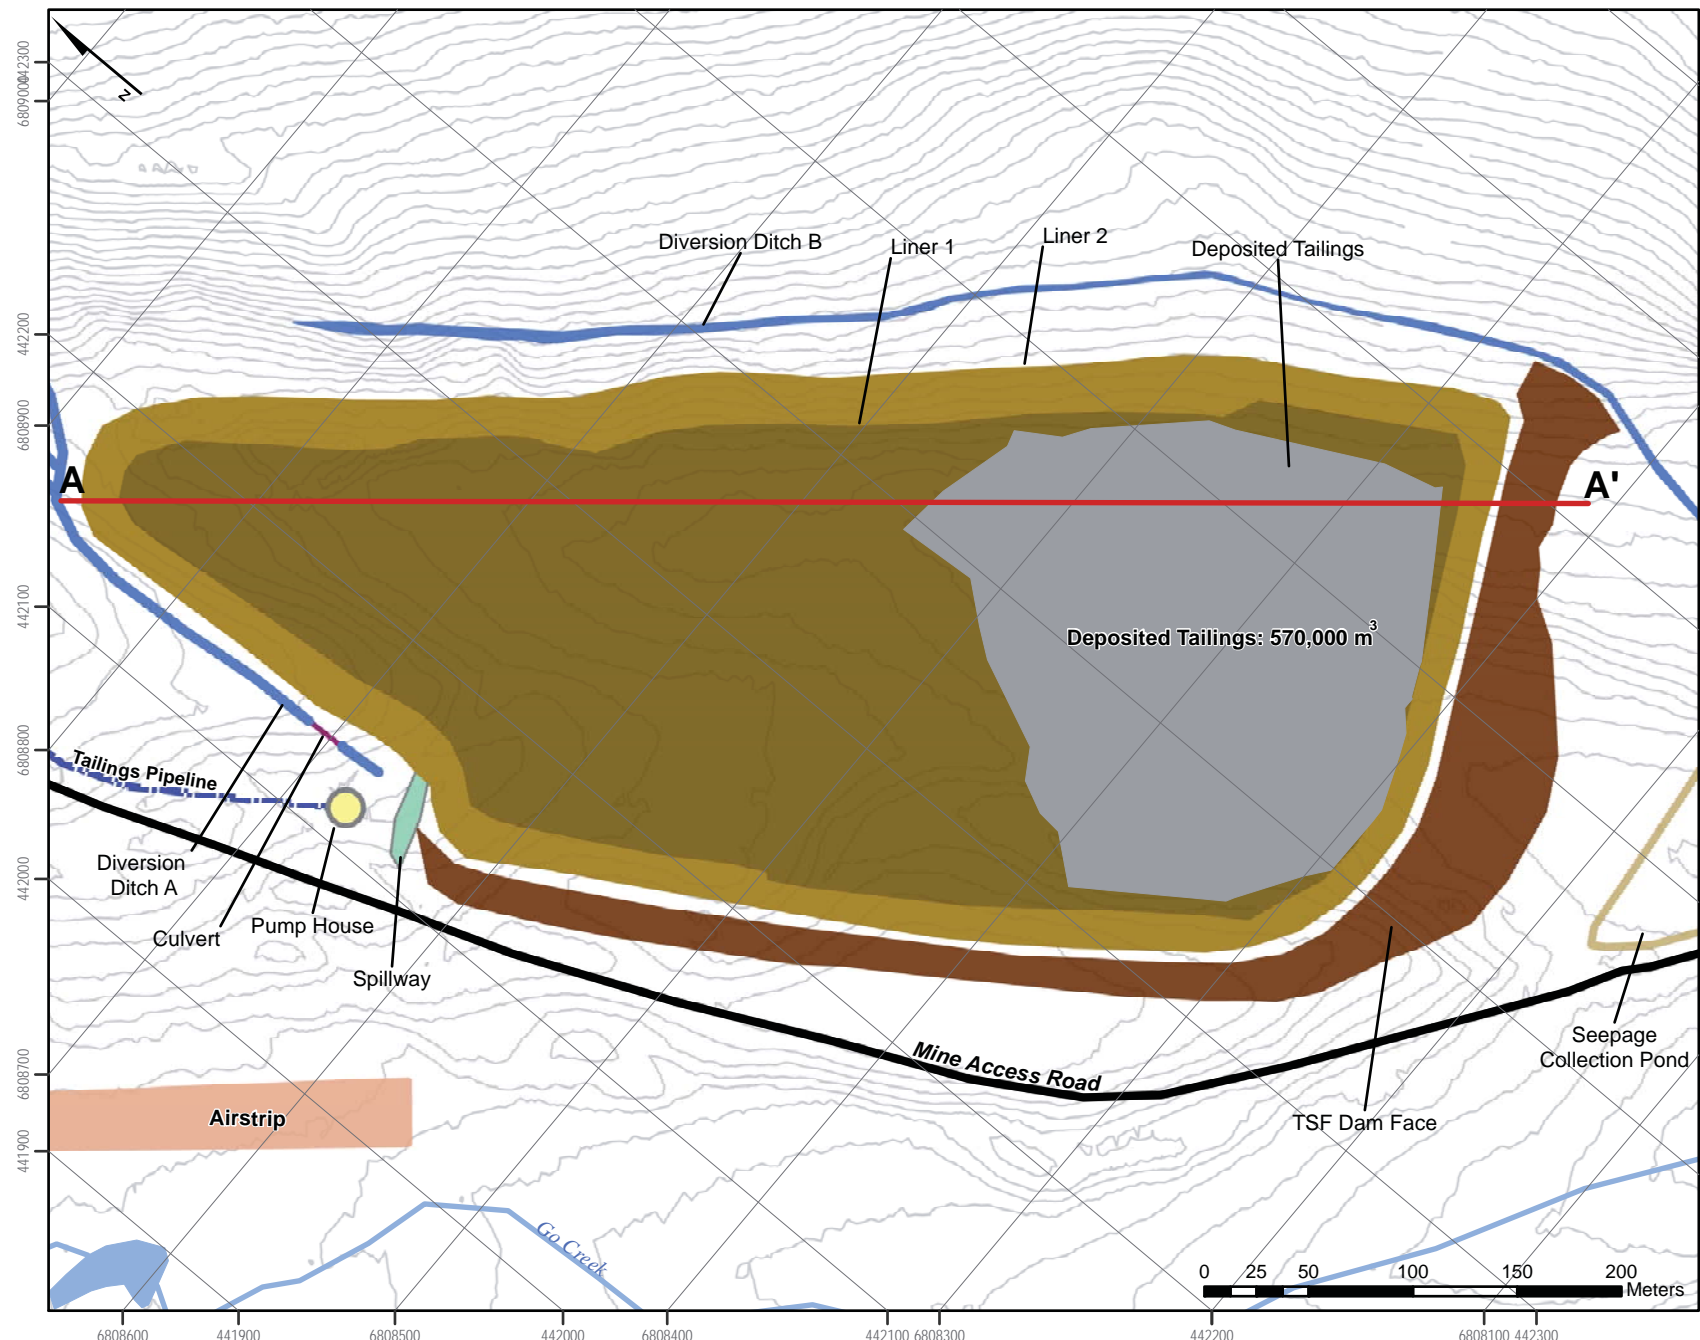 N
Diversion Ditch B
Liner 1
Liner 2
Deposited Tailings
A
A'
Deposited Tailings: 570,000 m³
Tailings Pipeline
Diversion
Ditch A
Culvert
Pump House
Spillway
Mine Access Road
TSF Dam Face
Seepage
Collection Pond
Airstrip
Go Creek
0 25 50 100 150 200
Meters
442300
6809000
442200
6808900
442100
6808800
442000
6808700
441900
6808600 441900 6808500 442000 6808400 442100 6808300 442200 6808100 442300